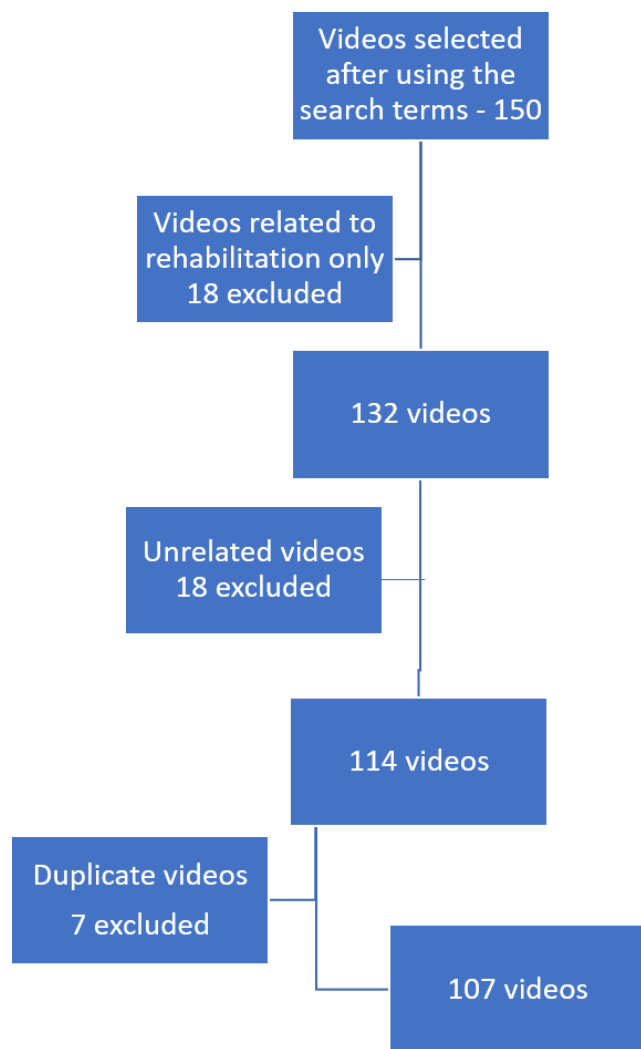 Videos selected
after using the
search terms - 150
Videos related to
rehabilitation only
18 excluded
132 videos
Unrelated videos
18 excluded
114 videos
Duplicate videos
7 excluded
107 videos